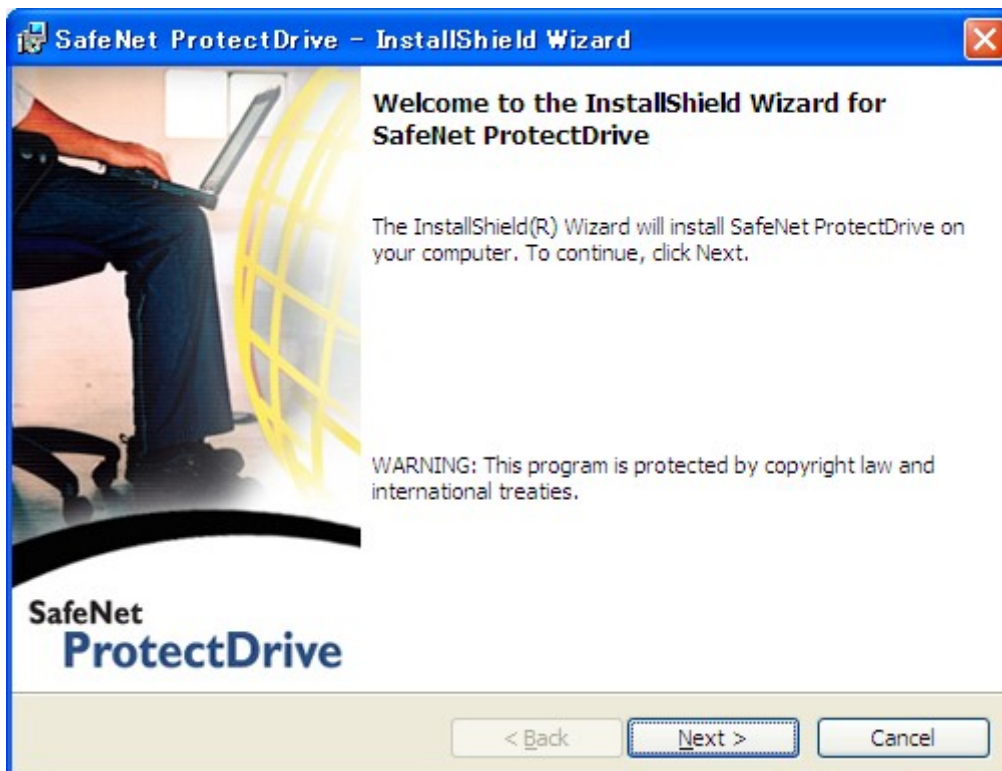 SafeNet ProtectDrive - InstallShield Wizard
Welcome to the InstallShield Wizard for
SafeNet ProtectDrive
The InstallShield(R) Wizard will install SafeNet ProtectDrive on
your computer. To continue, click Next.
WARNING: This program is protected by copyright law and
international treaties.
SafeNet
ProtectDrive
< Back
Next >
Cancel